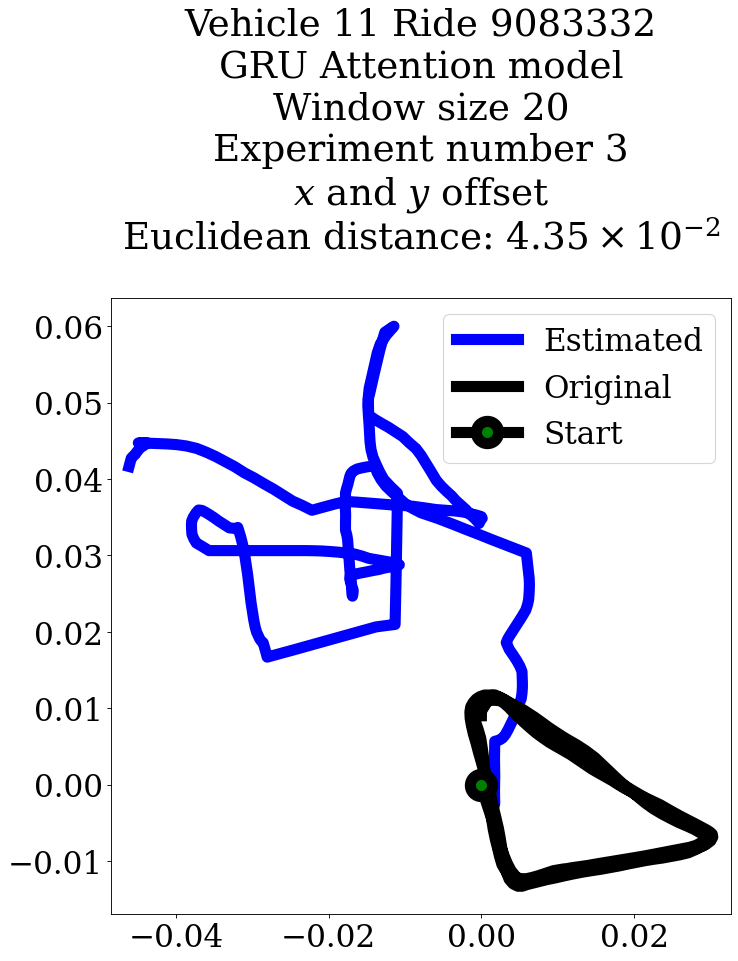 Vehicle 11 Ride 9083332
GRU Attention model
Window size 20
Experiment number 3
x and y offset
Euclidean distance: 4.35 × 10⁻²
Estimated
Original
Start
0.06
0.05
0.04
0.03
0.02
0.01
0.00
−0.01
−0.04
−0.02
0.00
0.02